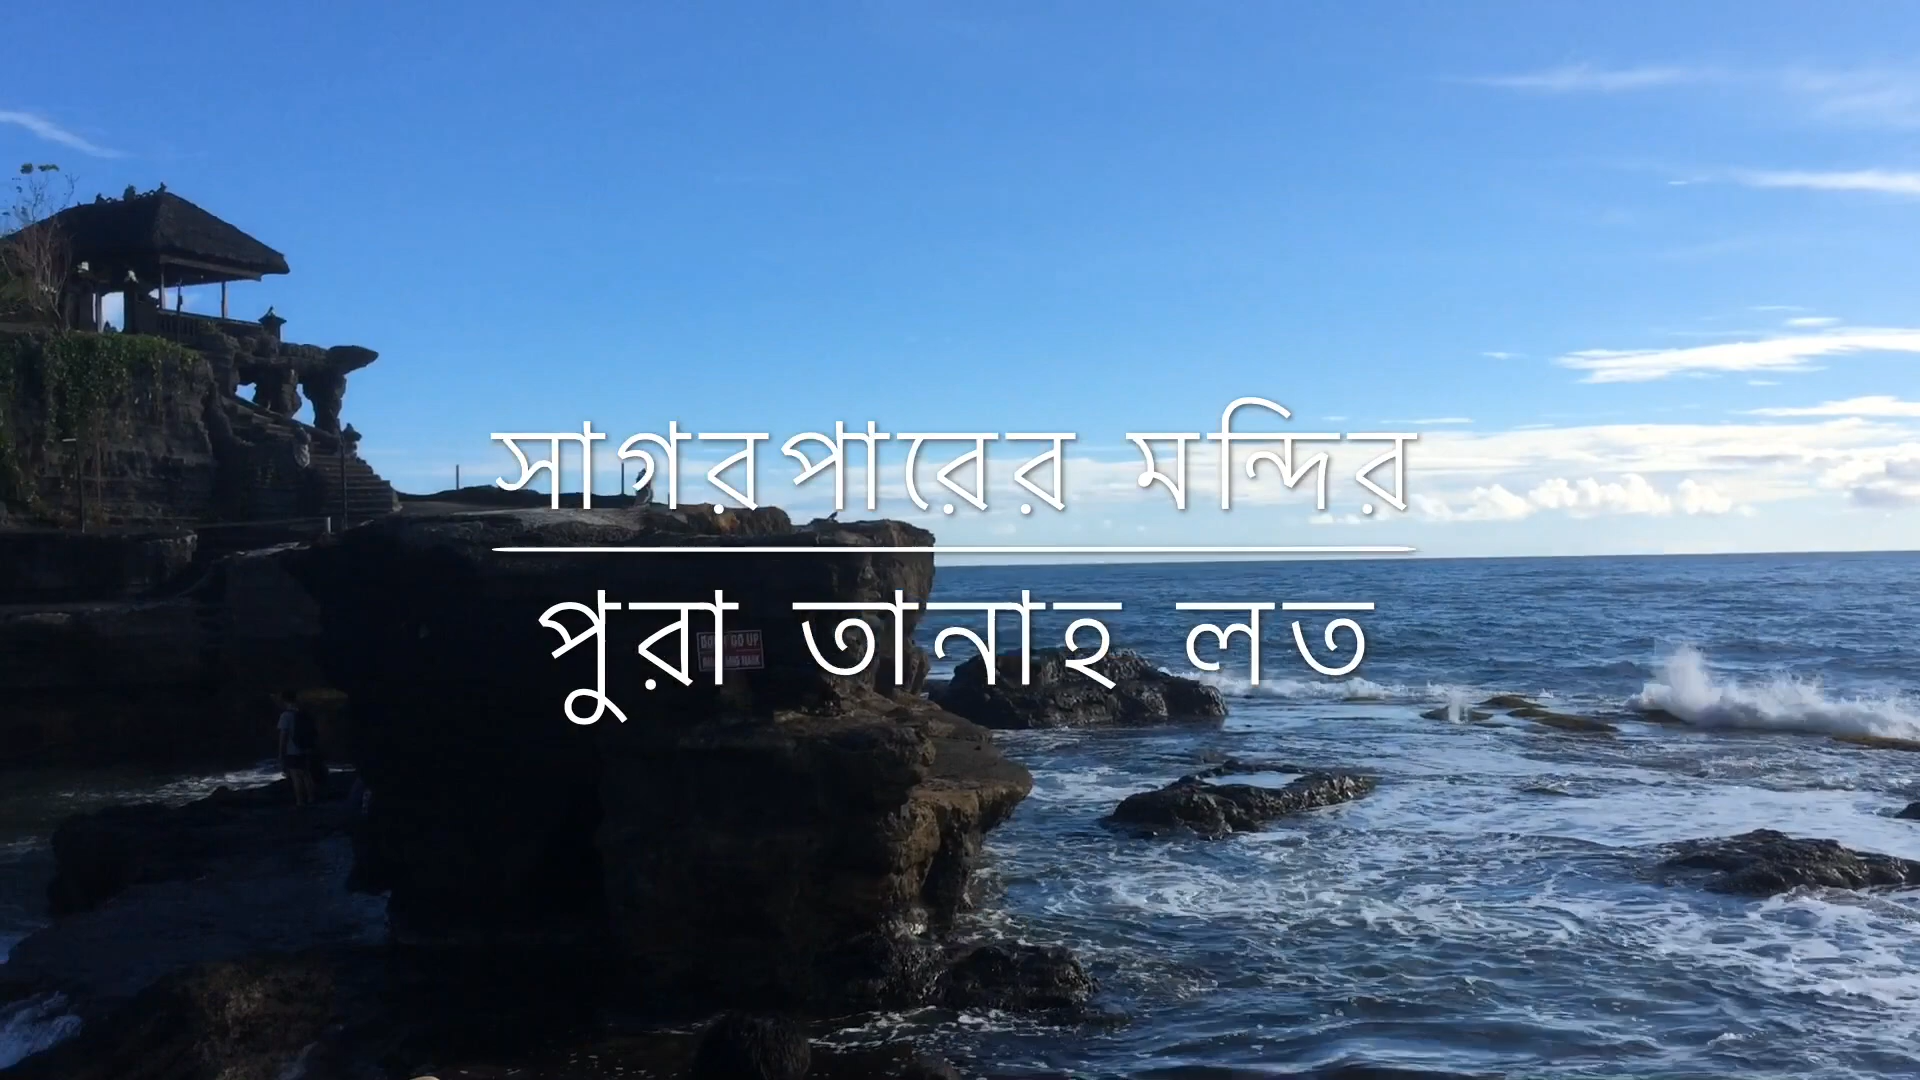 সাগরপারের মন্দির
পুরা তানাহ লত